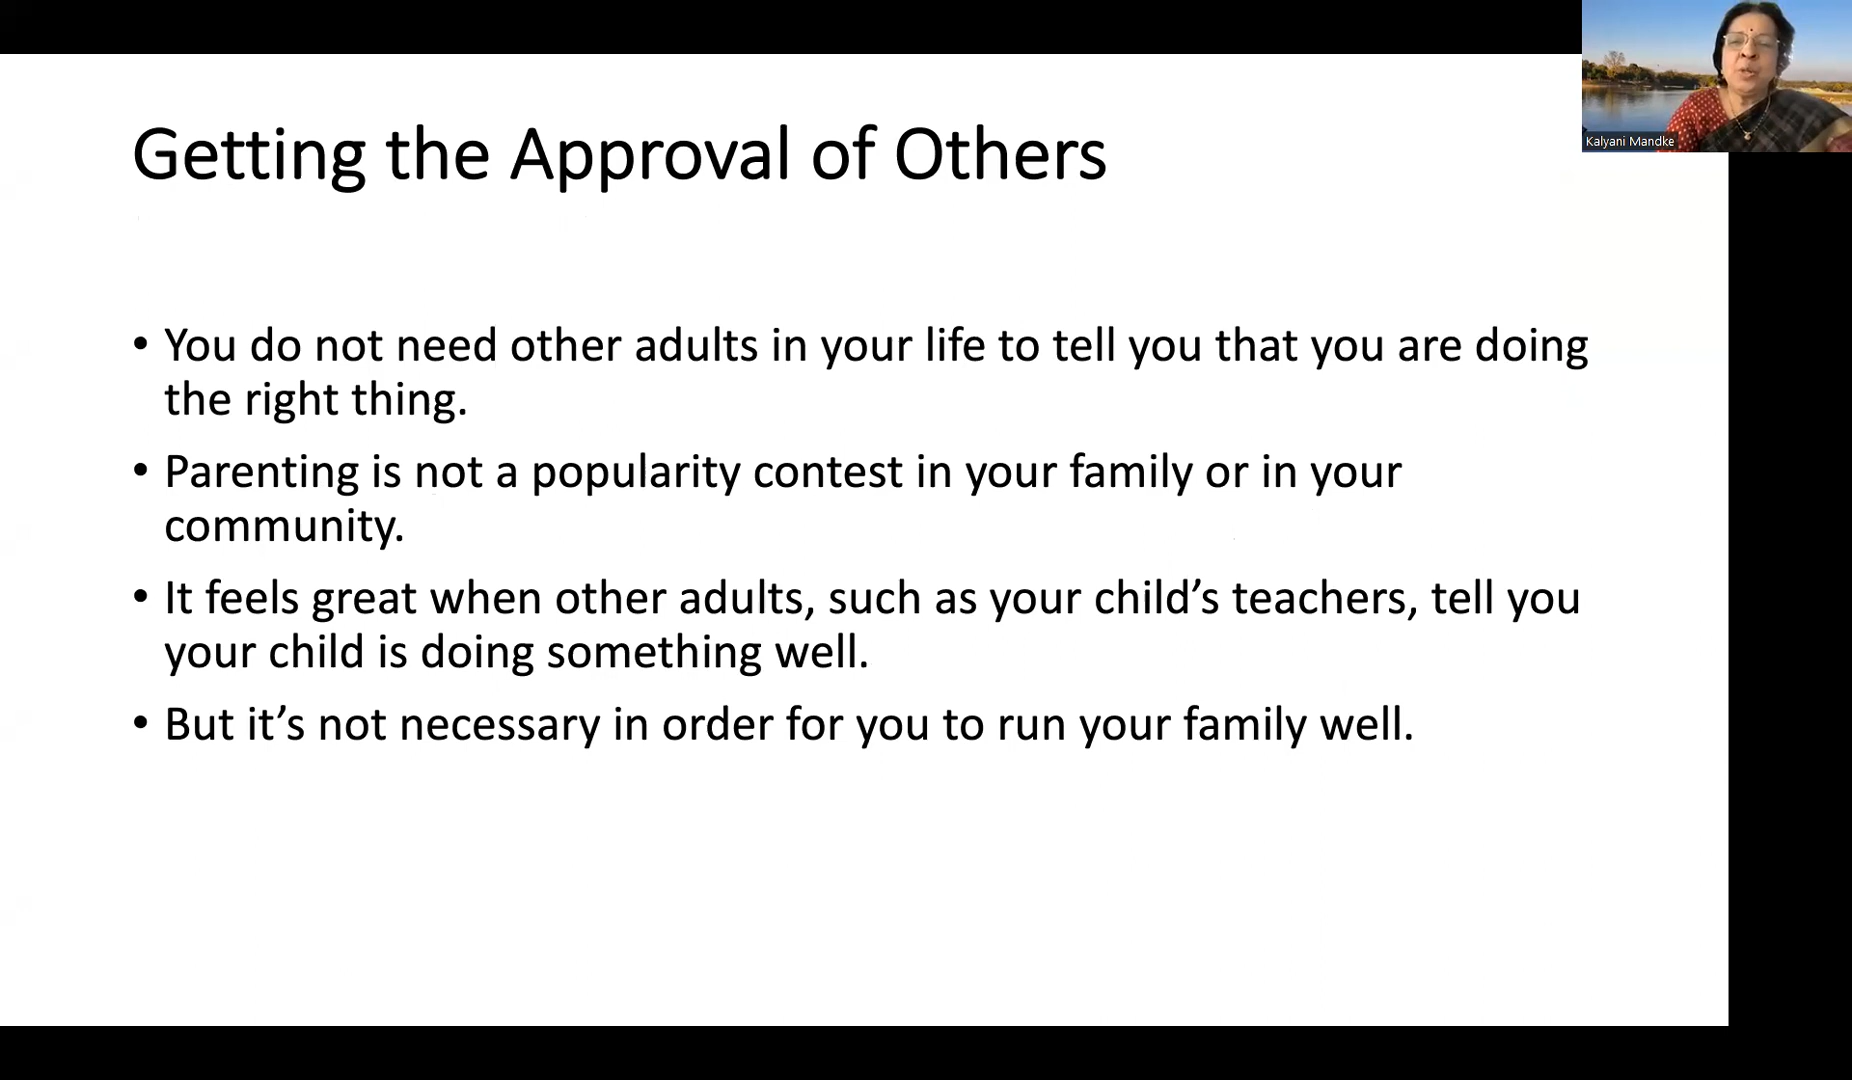 Getting the Approval of Others
Kalyani Mandke
• You do not need other adults in your life to tell you that you are doing
the right thing.
• Parenting is not a popularity contest in your family or in your
community.
• It feels great when other adults, such as your child’s teachers, tell you
your child is doing something well.
• But it’s not necessary in order for you to run your family well.